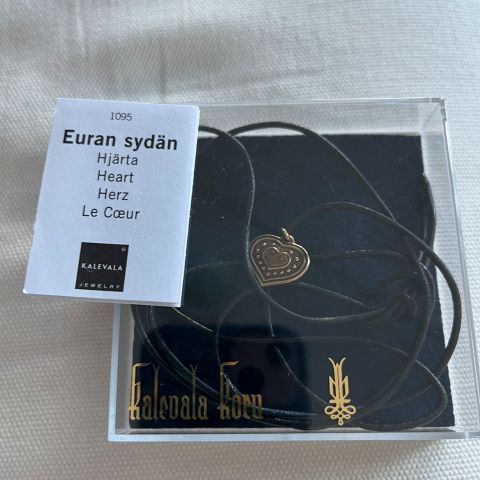 1095
Euran sydän
Hjärta
Heart
Herz
Le Cœur
KALEVALA
JEWELRY
Kalevala Koru